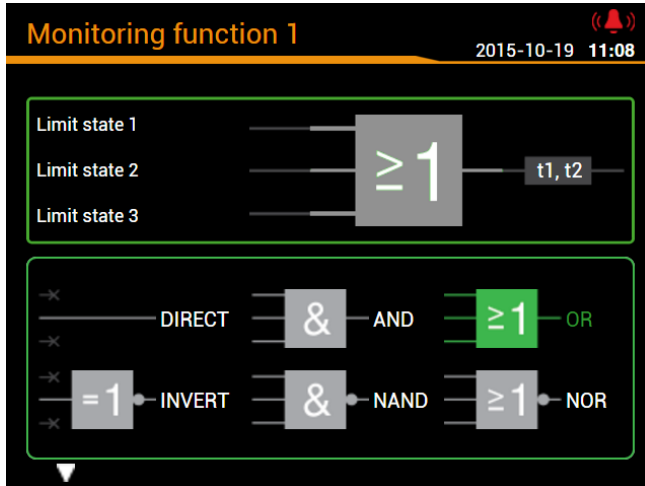 Monitoring function 1
2015-10-19 11:08
Limit state 1
Limit state 2
Limit state 3
≥1
t1, t2
DIRECT
& AND
≥1 OR
=1 INVERT
& NAND
≥1 NOR